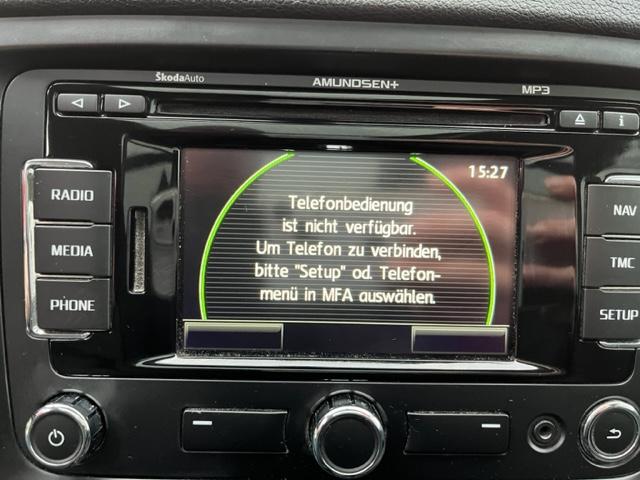 ŠkodaAuto AMUNDSEN+ MP3
i
15:27
RADIO
MEDIA
PHONE
Telefonbedienung
ist nicht verfügbar.
Um Telefon zu verbinden,
bitte "Setup" od. Telefon-
menü in MFA auswählen.
NAV
TMC
SETUP